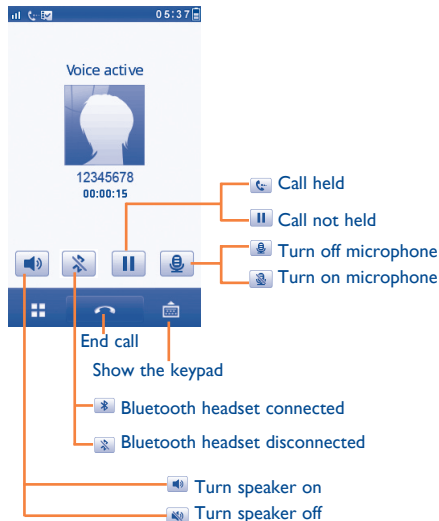 05:37
Voice active
12345678
00:00:15
Call held
Call not held
Turn off microphone
Turn on microphone
End call
Show the keypad
Bluetooth headset connected
Bluetooth headset disconnected
Turn speaker on
Turn speaker off